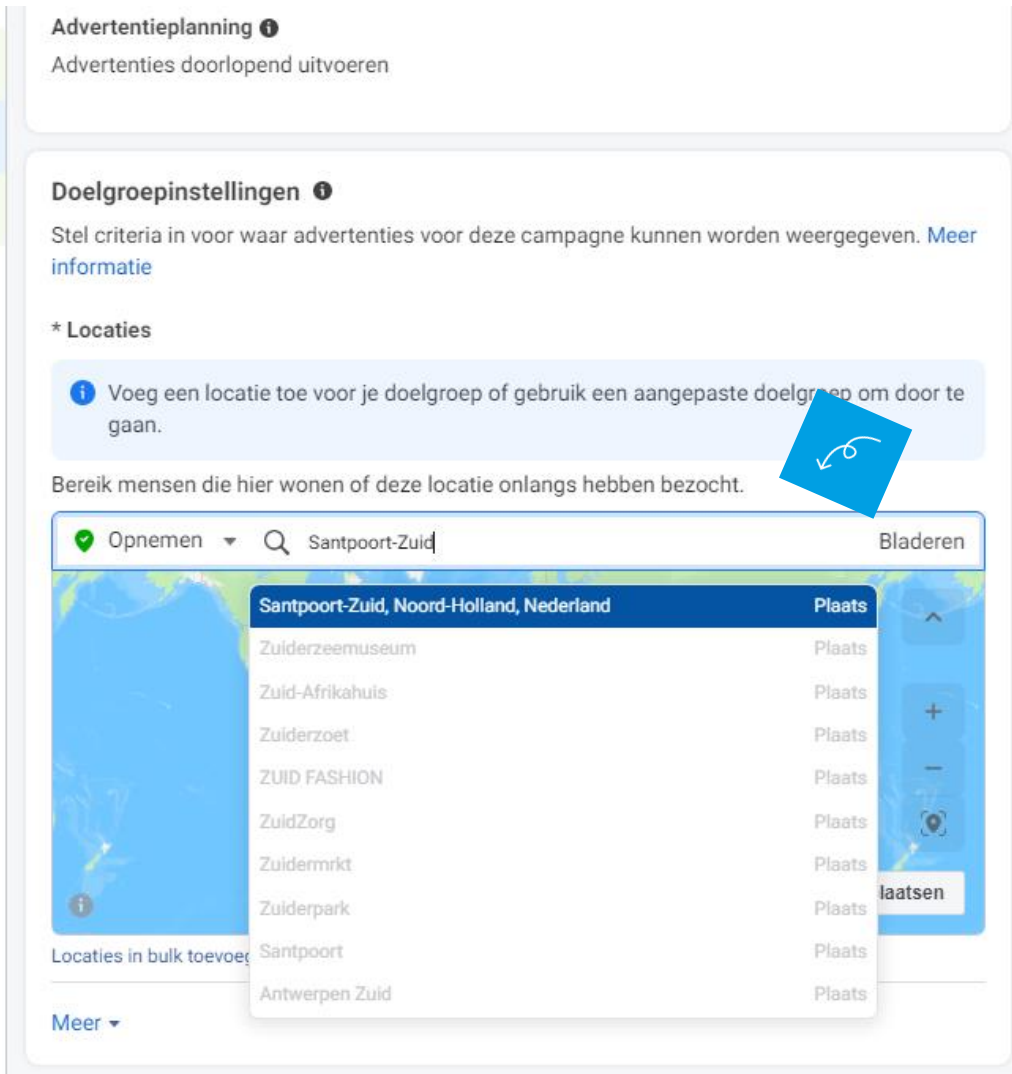 Advertentieplanning
Advertenties doorlopend uitvoeren
Doelgroepinstellingen
Stel criteria in voor waar advertenties voor deze campagne kunnen worden weergegeven. Meer
informatie
* Locaties
Voeg een locatie toe voor je doelgroep of gebruik een aangepaste doelgroep om door te
gaan.
Bereik mensen die hier wonen of deze locatie onlangs hebben bezocht.
Opnemen Santpoort-Zuid Bladeren
Santpoort-Zuid, Noord-Holland, Nederland Plaats
Zuiderzeemuseum Plaats
Zuid-Afrikahuis Plaats
Zuiderzoet Plaats
ZUID FASHION Plaats
ZuidZorg Plaats
Zuidermrkt Plaats
Zuiderpark Plaats
laatsen
Locaties in bulk toevoeg
Santpoort Plaats
Antwerpen Zuid Plaats
Meer